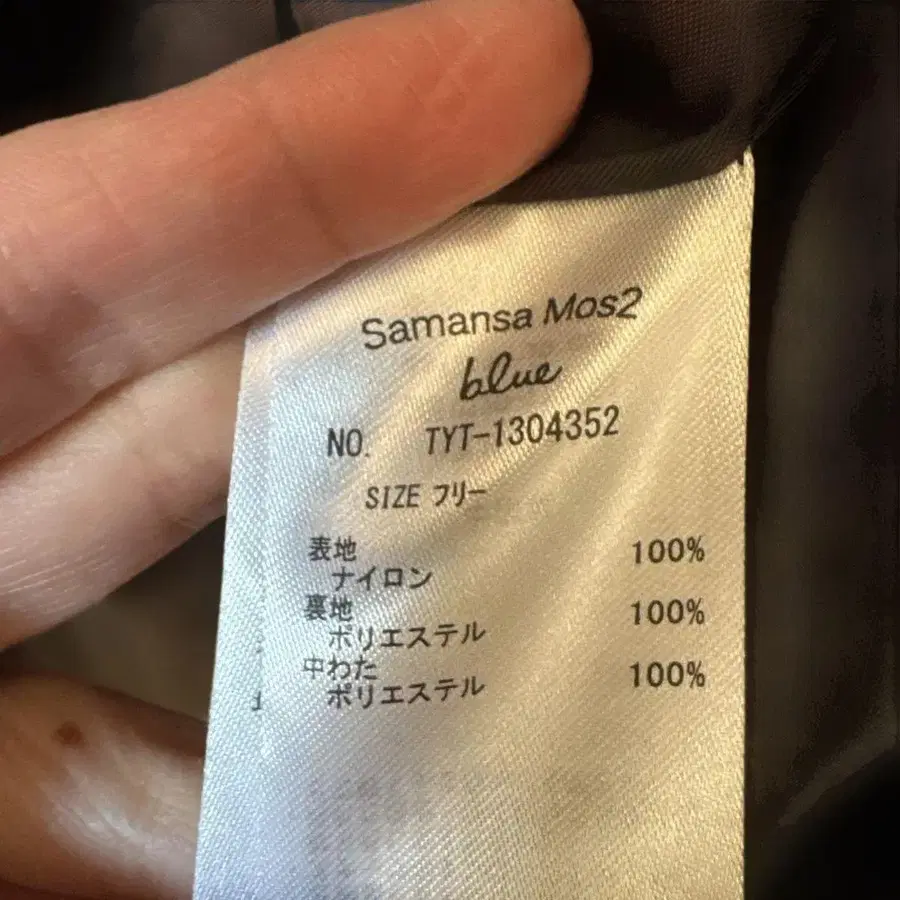 Samansa Mos2
blue
NO. TYT-1304352
SIZE フリー
表地 100%
ナイロン
裏地 100%
ポリエステル
中わた 100%
ポリエステル